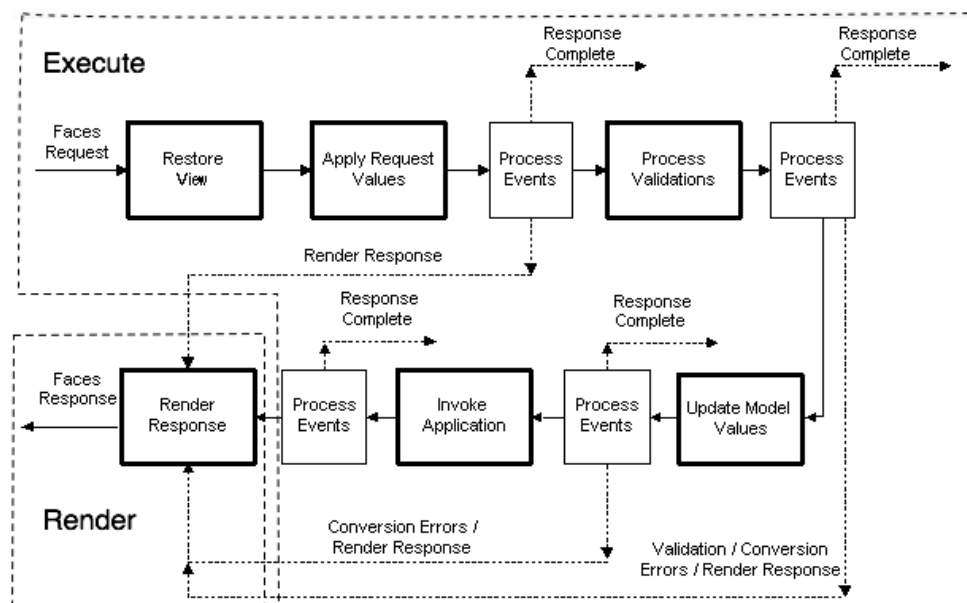 Execute
Response
Complete
Response
Complete
Faces
Request
Restore
View
Apply Request
Values
Process
Events
Process
Validations
Process
Events
Render Response
Response
Complete
Response
Complete
Faces
Response
Render
Response
Process
Events
Invoke
Application
Process
Events
Update Model
Values
Render
Conversion Errors /
Render Response
Validation / Conversion
Errors / Render Response